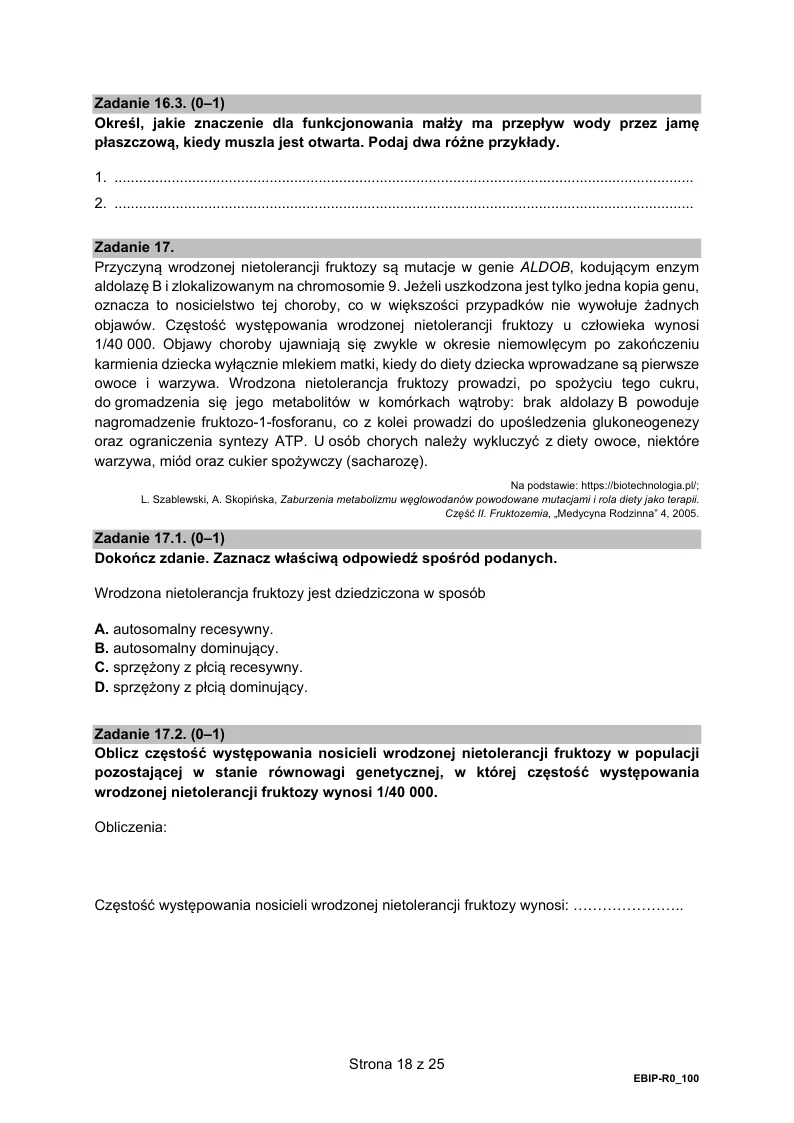 Zadanie 16.3. (0–1)
Określ, jakie znaczenie dla funkcjonowania małży ma przepływ wody przez jamę
płaszczową, kiedy muszla jest otwarta. Podaj dwa różne przykłady.
1. ..............................................................................................................................................
2. ..............................................................................................................................................
Zadanie 17.
Przyczyną wrodzonej nietolerancji fruktozy są mutacje w genie ALDOB, kodującym enzym
aldolazę B i zlokalizowanym na chromosomie 9. Jeżeli uszkodzona jest tylko jedna kopia genu,
oznacza to nosicielstwo tej choroby, co w większości przypadków nie wywołuje żadnych
objawów. Częstość występowania wrodzonej nietolerancji fruktozy u człowieka wynosi
1/40 000. Objawy choroby ujawniają się zwykle w okresie niemowlęcym po zakończeniu
karmienia dziecka wyłącznie mlekiem matki, kiedy do diety dziecka wprowadzane są pierwsze
owoce i warzywa. Wrodzona nietolerancja fruktozy prowadzi, po spożyciu tego cukru,
do gromadzenia się jego metabolitów w komórkach wątroby: brak aldolazy B powoduje
nagromadzenie fruktozo-1-fosforanu, co z kolei prowadzi do upośledzenia glukoneogenezy
oraz ograniczenia syntezy ATP. U osób chorych należy wykluczyć z diety owoce, niektóre
warzywa, miód oraz cukier spożywczy (sacharozę).
Na podstawie: https://biotechnologia.pl/;
L. Szablewski, A. Skopińska, Zaburzenia metabolizmu węglowodanów powodowane mutacjami i rola diety jako terapii.
Część II. Fruktozemia, „Medycyna Rodzinna” 4, 2005.
Zadanie 17.1. (0–1)
Dokończ zdanie. Zaznacz właściwą odpowiedź spośród podanych.
Wrodzona nietolerancja fruktozy jest dziedziczona w sposób
A. autosomalny recesywny.
B. autosomalny dominujący.
C. sprzężony z płcią recesywny.
D. sprzężony z płcią dominujący.
Zadanie 17.2. (0–1)
Oblicz częstość występowania nosicieli wrodzonej nietolerancji fruktozy w populacji
pozostającej w stanie równowagi genetycznej, w której częstość występowania
wrodzonej nietolerancji fruktozy wynosi 1/40 000.
Obliczenia:
Częstość występowania nosicieli wrodzonej nietolerancji fruktozy wynosi: …………………..
Strona 18 z 25
EBIP-R0_100